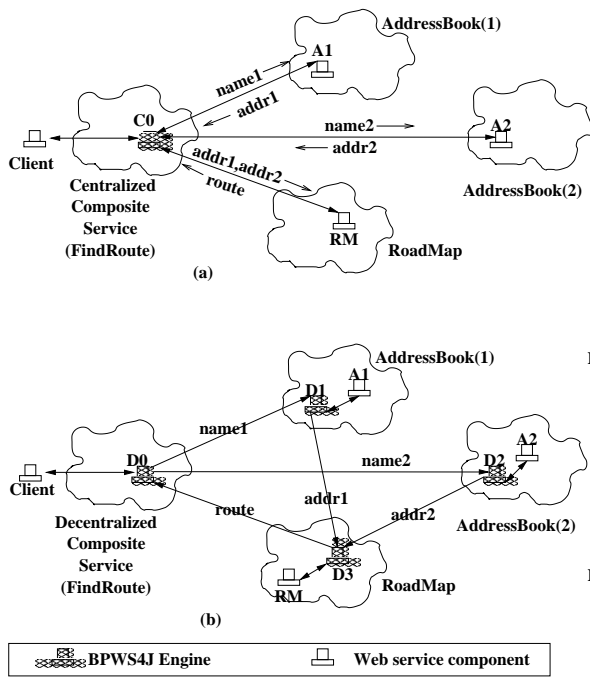 AddressBook(1)
A1
name1
addr1
C0
name2
A2
Client
addr1,addr2
addr2
route
AddressBook(2)
Centralized
Composite
Service
(FindRoute)
RM
RoadMap
(a)
AddressBook(1)
D1
A1
name1
A2
D0
name2
D2
Client
addr1
route
addr2
AddressBook(2)
Decentralized
Composite
Service
(FindRoute)
D3
RM
RoadMap
(b)
BPWS4J Engine
Web service component